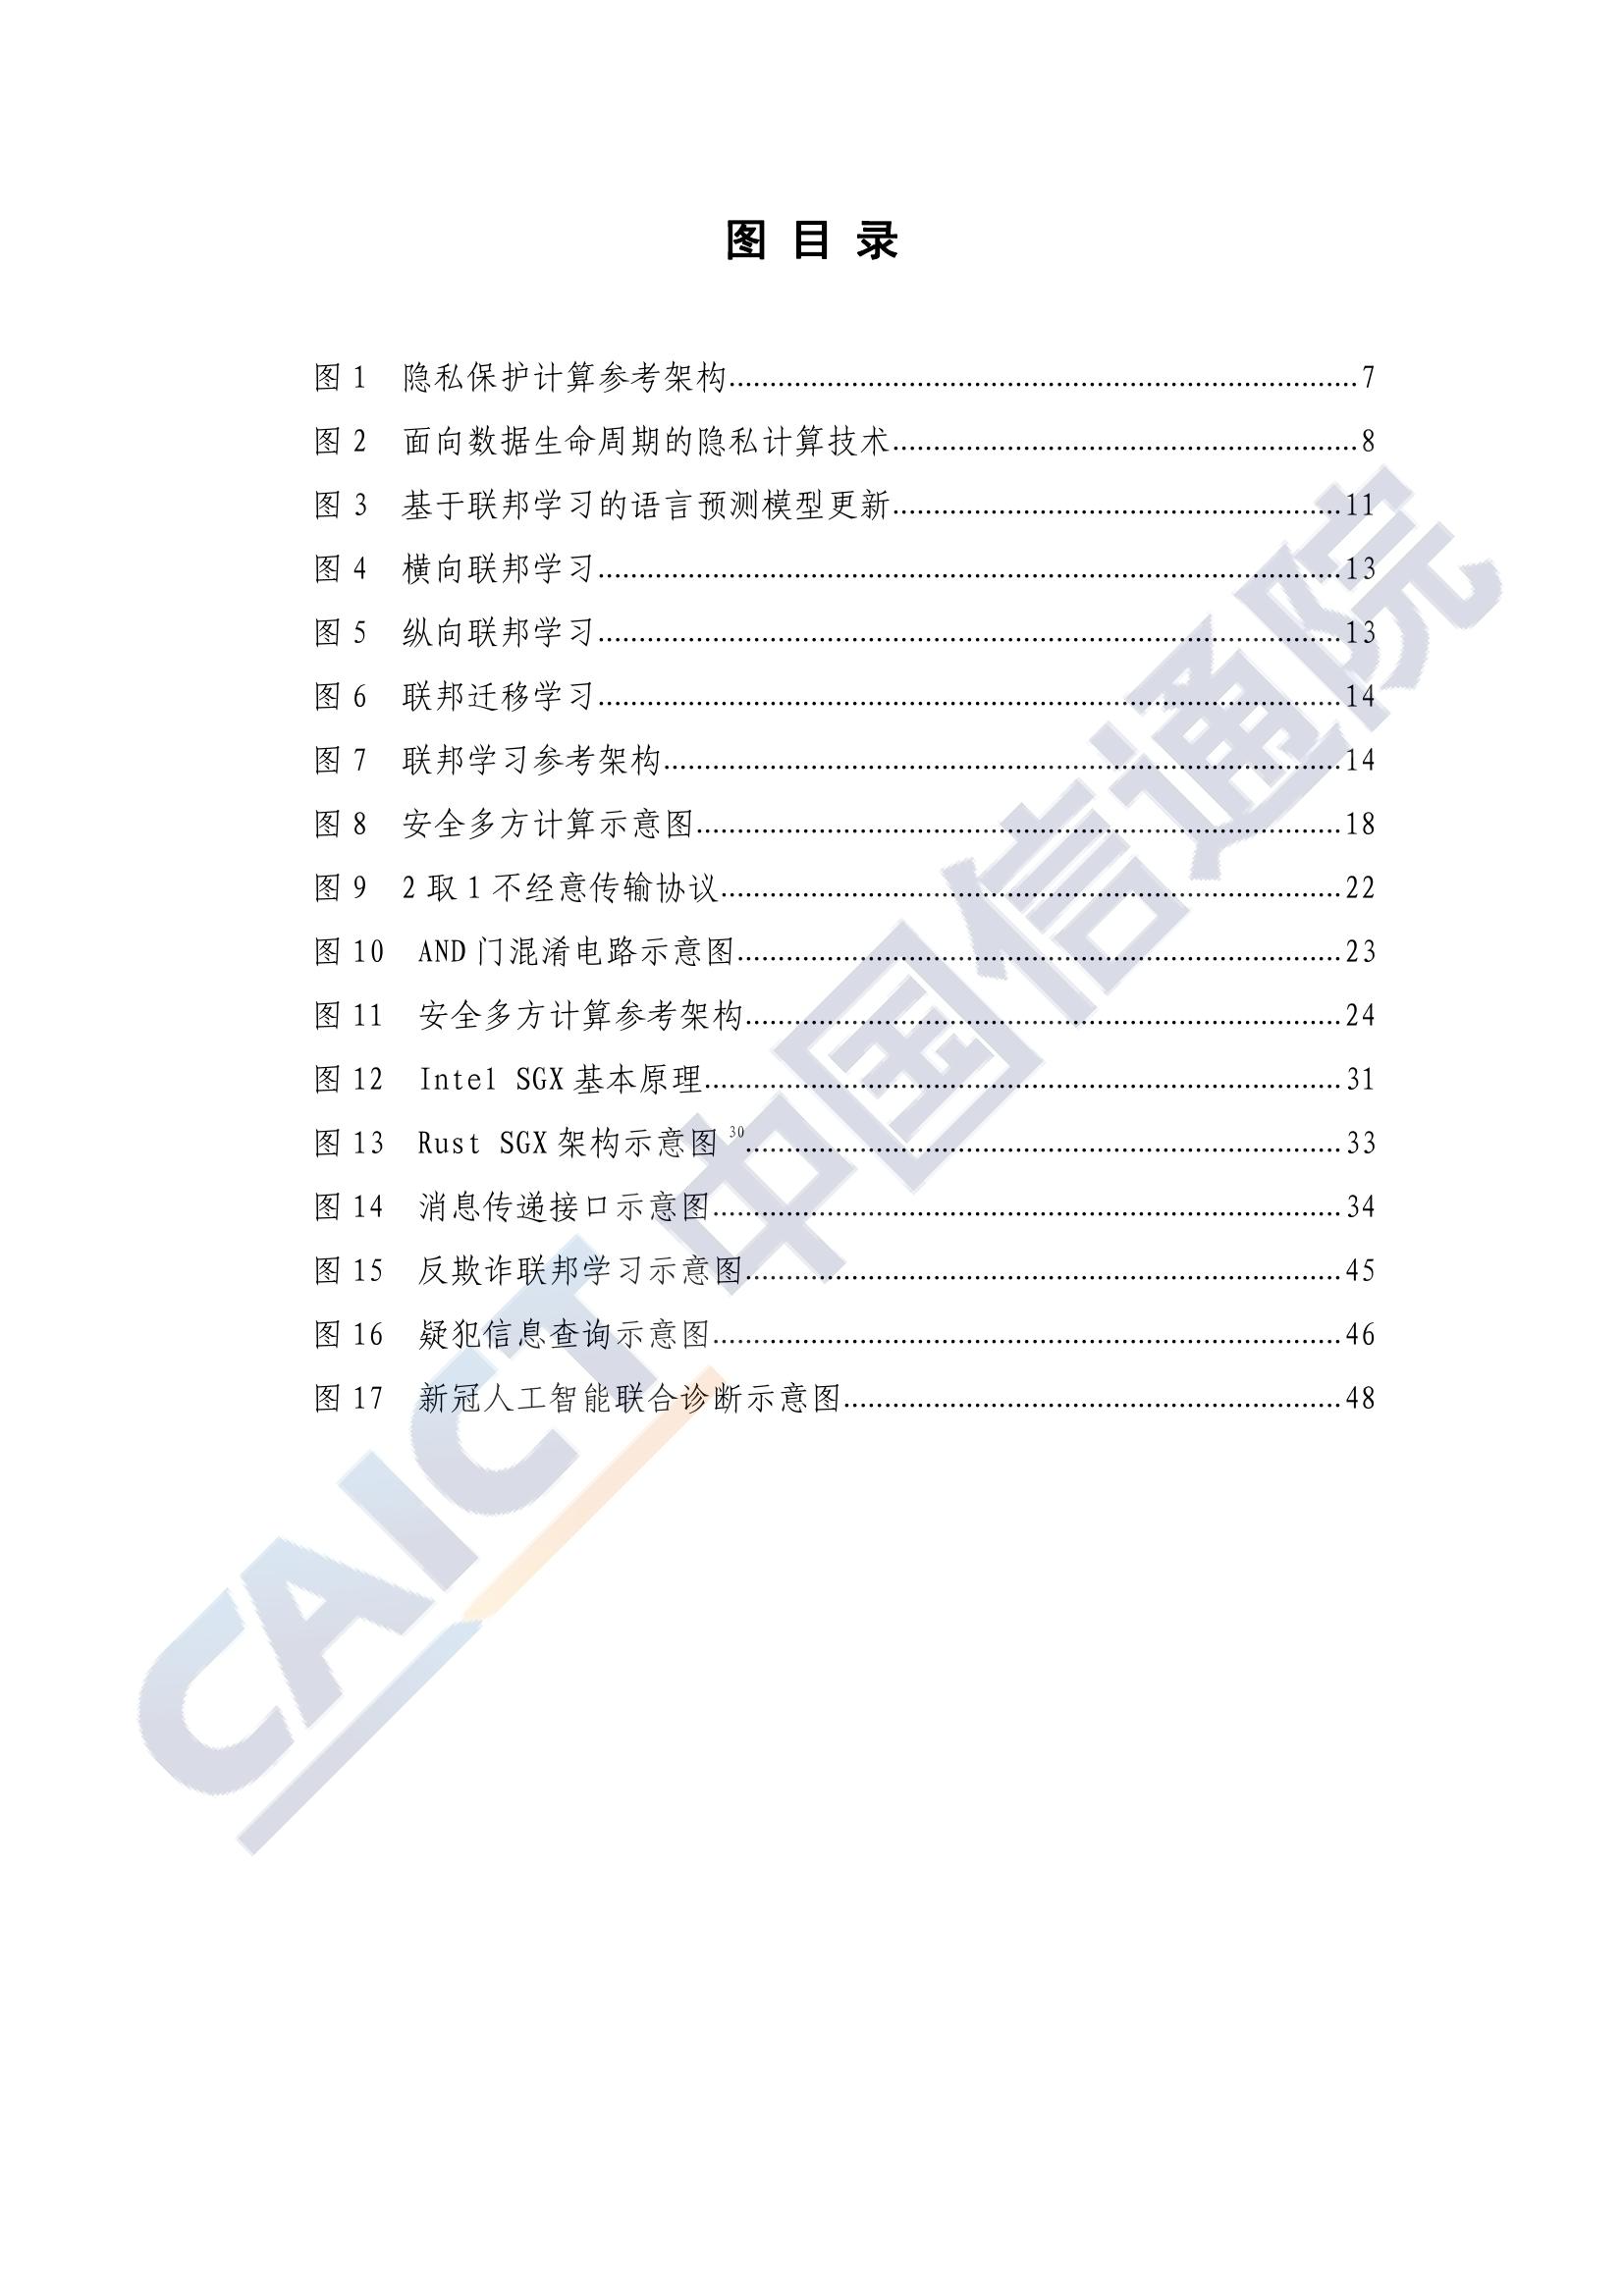 图 目 录
图 1 隐私保护计算参考架构................................................................................7
图 2 面向数据生命周期的隐私计算技术............................................................8
图 3 基于联邦学习的语言预测模型更新..........................................................11
图 4 横向联邦学习..............................................................................................13
图 5 纵向联邦学习..............................................................................................13
图 6 联邦迁移学习..............................................................................................14
图 7 联邦学习参考架构......................................................................................14
图 8 安全多方计算示意图..................................................................................18
图 9 2 取 1 不经意传输协议...............................................................................22
图 10 AND 门混淆电路示意图.............................................................................23
图 11 安全多方计算参考架构............................................................................24
图 12 Intel SGX 基本原理.................................................................................31
图 13 Rust SGX 架构示意图 30............................................................................33
图 14 消息传递接口示意图................................................................................34
图 15 反欺诈联邦学习示意图............................................................................45
图 16 疑犯信息查询示意图................................................................................46
图 17 新冠人工智能联合诊断示意图................................................................48
CAICT 中国信通院